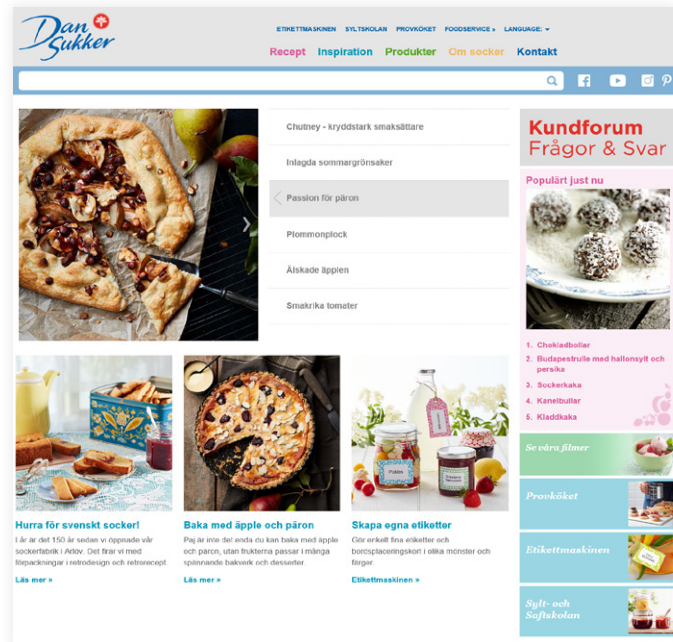 Dan Sukker
ETIKETTMASKINEN SYLTSKOLAN PROVKÖKET FOODSERVICE » LANGUAGE:
Recept Inspiration Produkter Om socker Kontakt
Chutney - kryddstark smaksättare
Inlagda sommargrönsaker
Passion för päron
Plommonplock
Älskade äpplen
Smakrika tomater
Kundforum
Frågor & Svar
Populärt just nu
1. Chokladbollar
2. Budapestrulle med hallonsylt och
persika
3. Sockerkaka
4. Kanelbullar
5. Kladdkaka
Hurra för svenskt socker!
I år är det 150 år sedan vi öppnade vår
sockerfabrik i Arlöv. Det firar vi med
förpackningar i retrodesign och retrorecept.
Läs mer »
Baka med äpple och päron
Paj är inte det enda du kan baka med äpple
och päron, utan frukterna passar i många
spännande bakverk och desserter.
Läs mer »
Pickles
Skapa egna etiketter
Gör enkelt fina etiketter och
bordsplaceringskort i olika mönster och
färger.
Etikettmaskinen »
Se våra filmer
Provköket
Etikettmaskinen
Sylt- och
Saftskolan